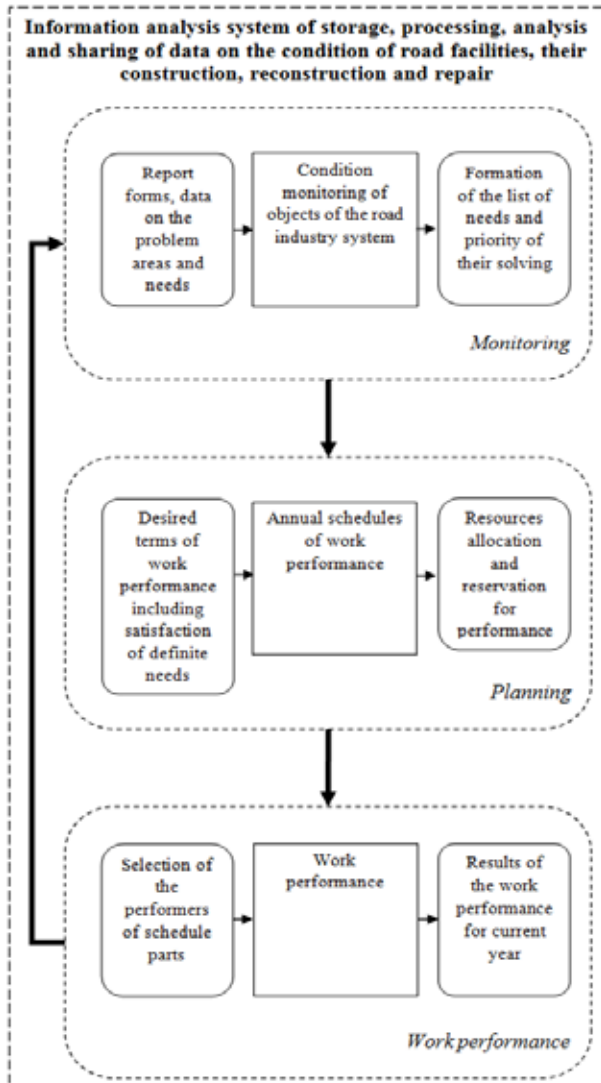 Information analysis system of storage, processing, analysis
and sharing of data on the condition of road facilities, their
construction, reconstruction and repair
Report
forms, data
on the
problem
areas and
needs
Condition
monitoring of
objects of the road
industry system
Formation
of the list of
needs and
priority of
their solving
Monitoring
Desired
terms of
work
performance
including
satisfaction
of definite
needs
Annual schedules
of work
performance
Resources
allocation
and
reservation
for
performance
Planning
Selection of
the
performers
of schedule
parts
Work
performance
Results of
the work
performance
for current
year
Work performance